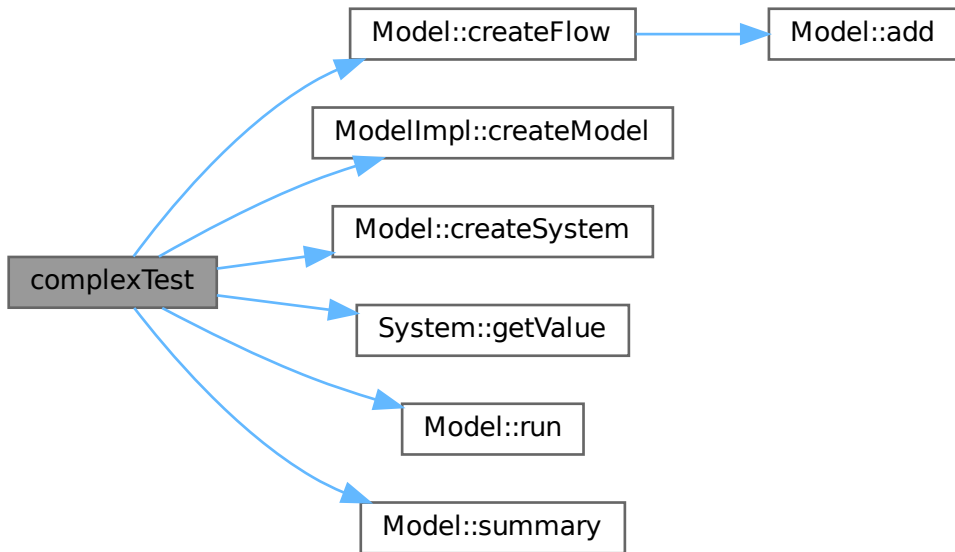 Model::createFlow
Model::add
ModelImpl::createModel
Model::createSystem
complexTest
System::getValue
Model::run
Model::summary